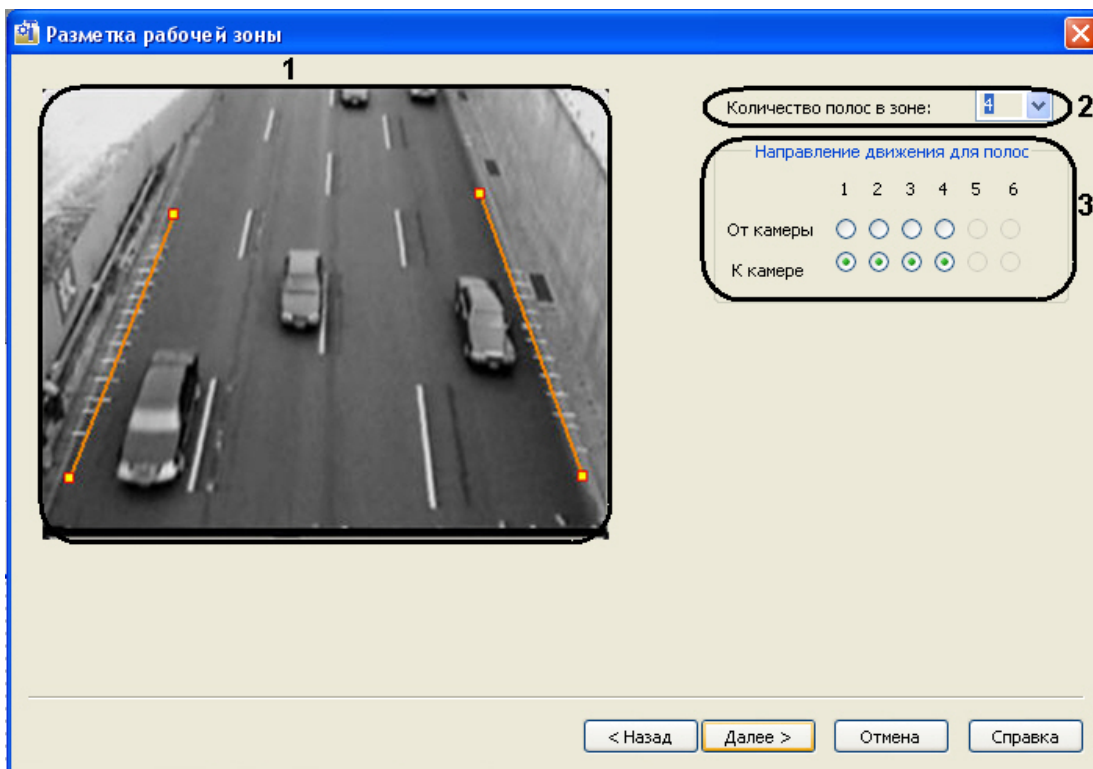 Разметка рабочей зоны
1
Количество полос в зоне: 4
2
Направление движения для полос
1 2 3 4 5 6
3
От камеры
К камере
< Назад Далее > Отмена Справка